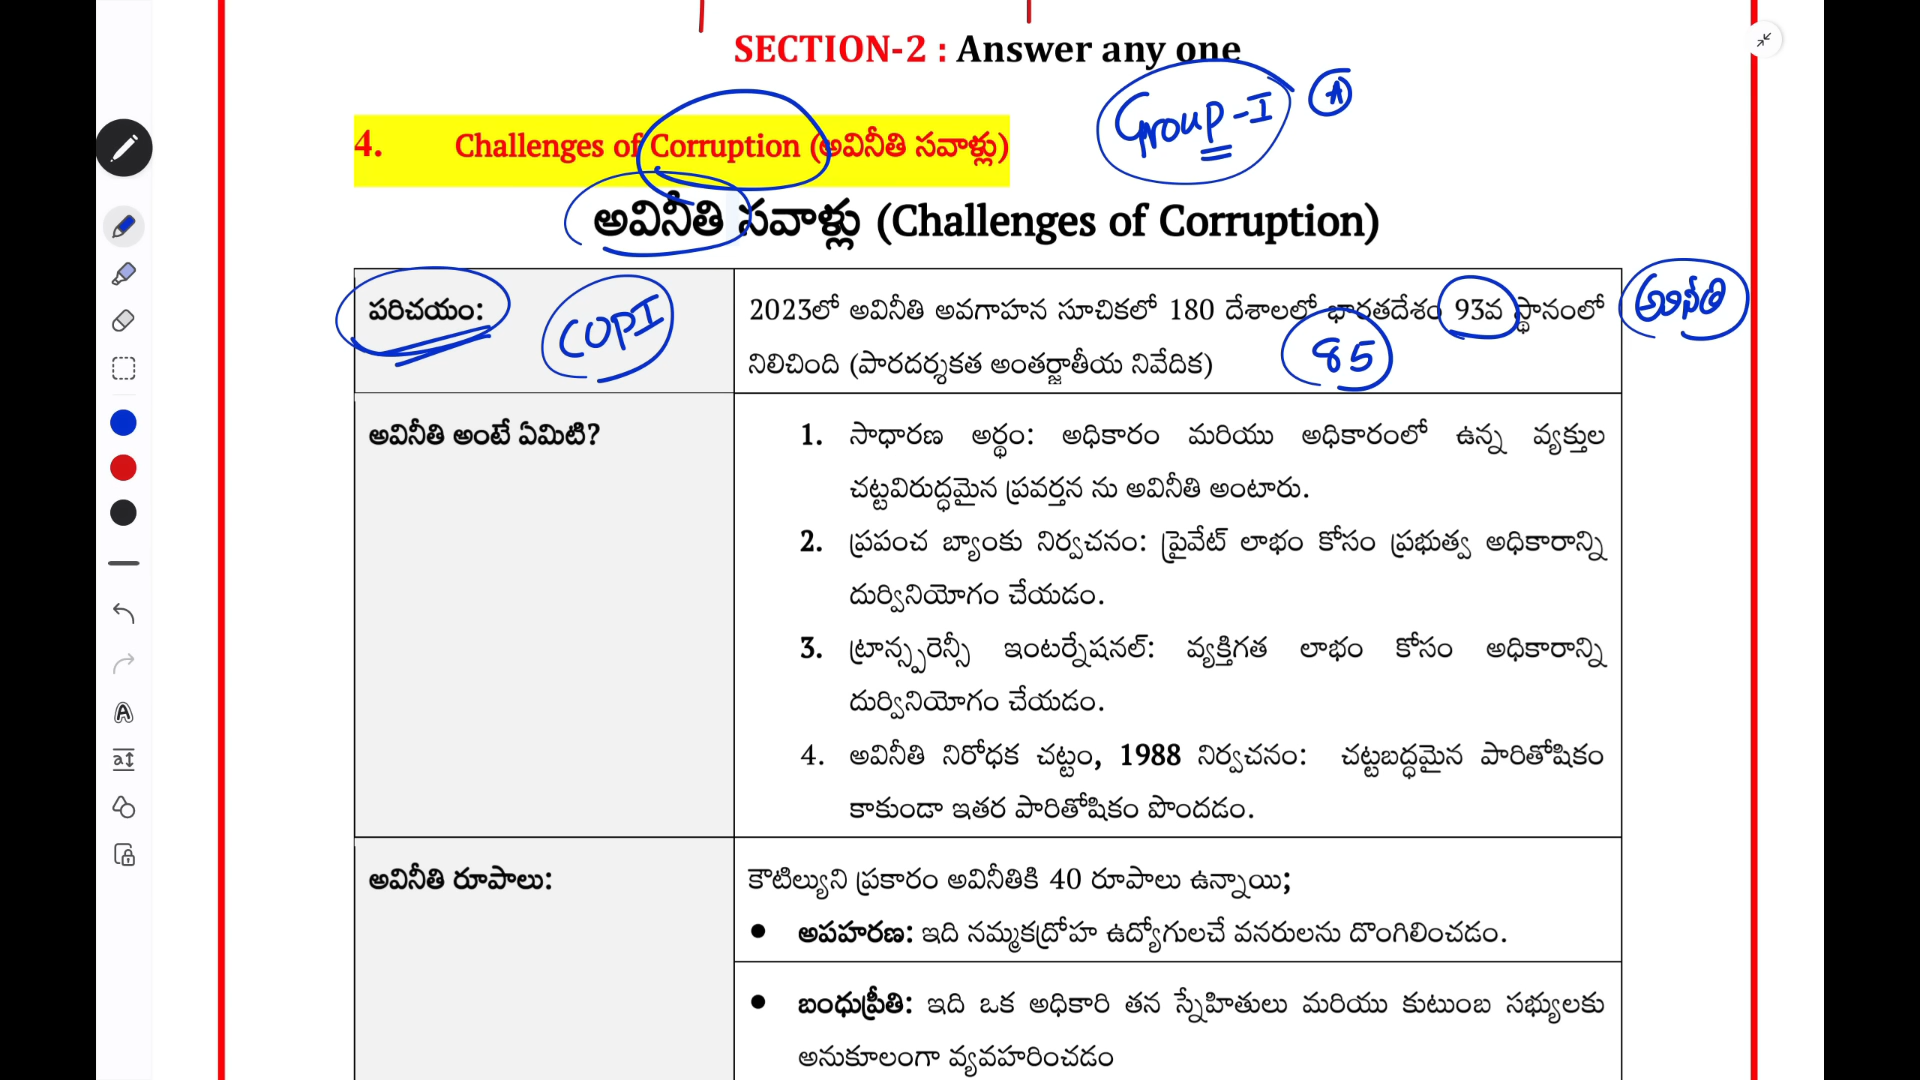 SECTION-2 : Answer any one
Group-I A
4. Challenges of Corruption (అవినీతి సవాళ్లు)
అవినీతి సవాళ్లు (Challenges of Corruption)
పరిచయం: COPI
2023లో అవినీతి అవగాహన సూచికలో 180 దేశాలలో భారతదేశం 93వ స్థానంలో అవినీతి
నిలిచింది (పారదర్శకత అంతర్జాతీయ నివేదిక) 85
అవినీతి అంటే ఏమిటి?
1. సాధారణ అర్థం: అధికారం మరియు అధికారంలో ఉన్న వ్యక్తుల
చట్టవిరుద్ధమైన ప్రవర్తన ను అవినీతి అంటారు.
2. ప్రపంచ బ్యాంకు నిర్వచనం: ప్రైవేట్ లాభం కోసం ప్రభుత్వ అధికారాన్ని
దుర్వినియోగం చేయడం.
3. ట్రాన్స్పరెన్సీ ఇంటర్నేషనల్: వ్యక్తిగత లాభం కోసం అధికారాన్ని
దుర్వినియోగం చేయడం.
4. అవినీతి నిరోధక చట్టం, 1988 నిర్వచనం: చట్టబద్ధమైన పారితోషికం
కాకుండా ఇతర పారితోషికం పొందడం.
అవినీతి రూపాలు:
కౌటిల్యుని ప్రకారం అవినీతికి 40 రూపాలు ఉన్నాయి;
• అపహరణ: ఇది నమ్మకద్రోహ ఉద్యోగులచే వనరులను దొంగిలించడం.
• బంధుప్రీతి: ఇది ఒక అధికారి తన స్నేహితులు మరియు కుటుంబ సభ్యులకు
అనుకూలంగా వ్యవహరించడం